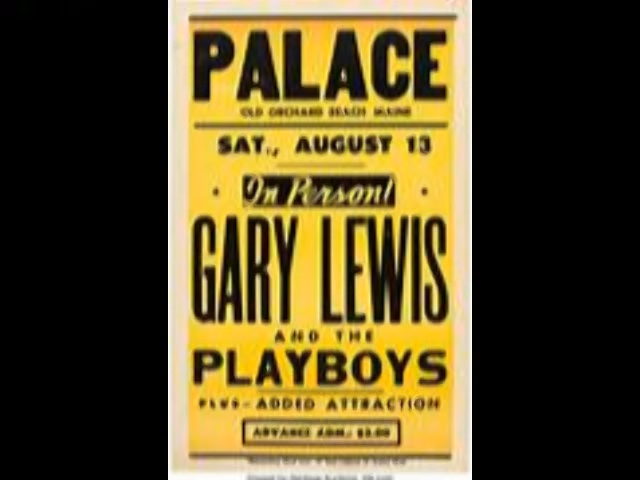 PALACE
OLD ORCHARD BEACH MAINE
SAT., AUGUST 13
In Person!
GARY LEWIS
AND THE
PLAYBOYS
PLUS - ADDED ATTRACTION
ADVANCE ADM.: $2.00